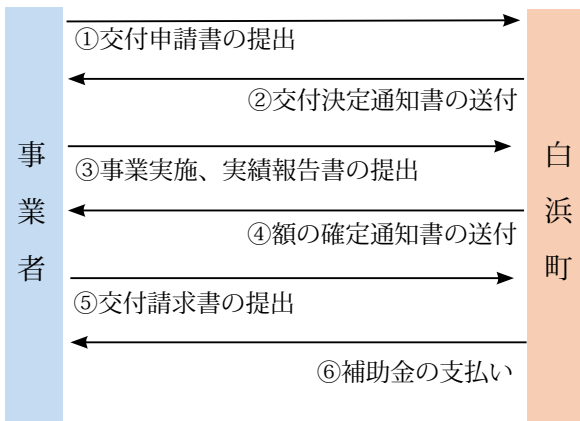 ①交付申請書の提出
②交付決定通知書の送付
③事業実施、実績報告書の提出
④額の確定通知書の送付
⑤交付請求書の提出
⑥補助金の支払い
事業者
白浜町